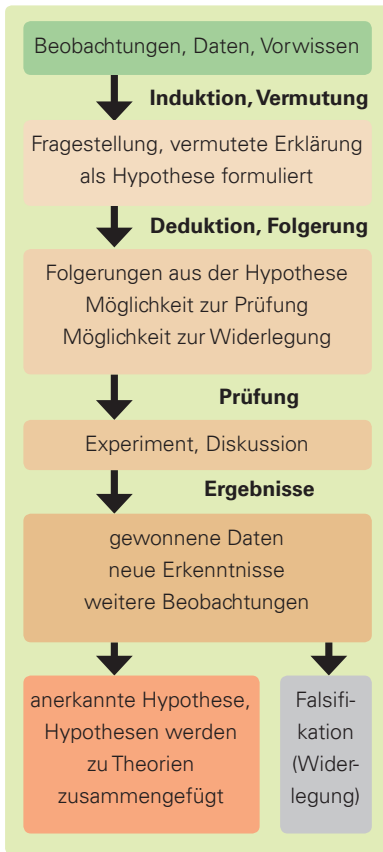 Beobachtungen, Daten, Vorwissen
Induktion, Vermutung
Fragestellung, vermutete Erklärung
als Hypothese formuliert
Deduktion, Folgerung
Folgerungen aus der Hypothese
Möglichkeit zur Prüfung
Möglichkeit zur Widerlegung
Prüfung
Experiment, Diskussion
Ergebnisse
gewonnene Daten
neue Erkenntnisse
weitere Beobachtungen
anerkannte Hypothese,
Hypothesen werden
zu Theorien
zusammengefügt
Falsifi-
kation
(Wider-
legung)